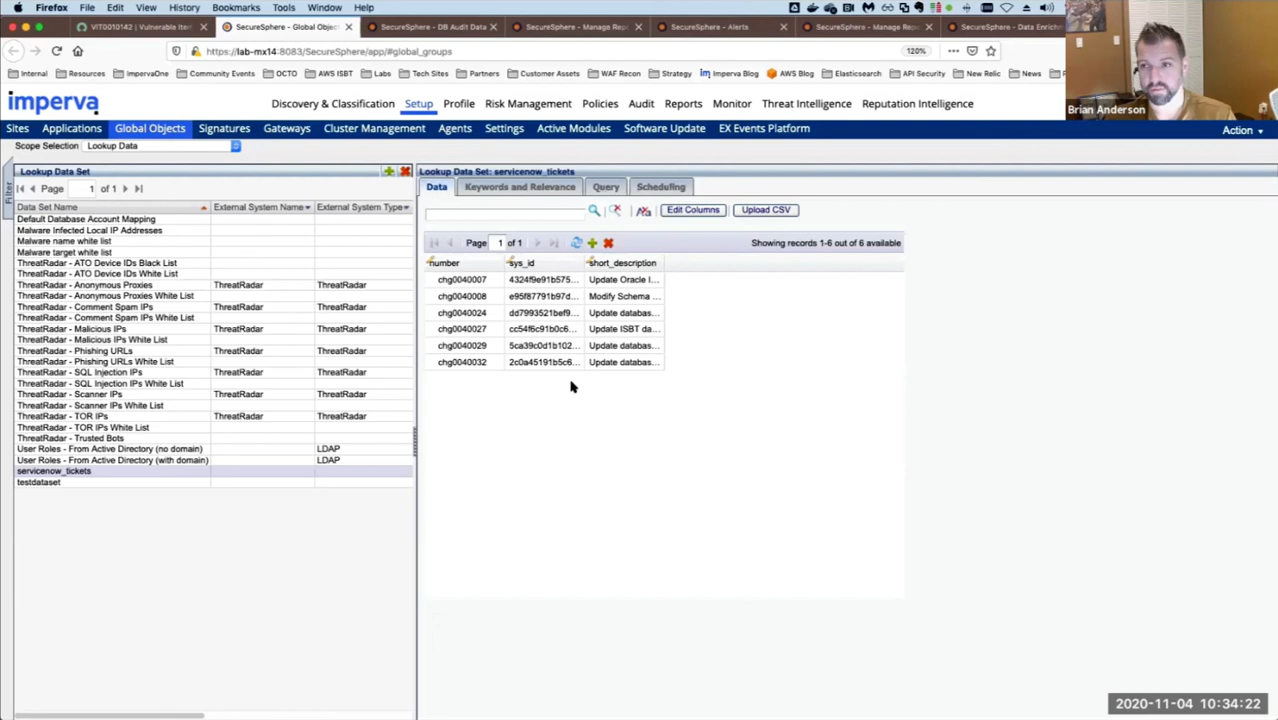 Firefox File Edit View History Bookmarks Tools Window Help
VIT0010142 | Vulnerable Iter
SecureSphere - Global Objec
SecureSphere - DB Audit Data
SecureSphere - Manage Rep
SecureSphere - Alerts
SecureSphere - Manage Rep
SecureSphere - Data Enrich
https://lab-mx14:8083/SecureSphere/app/#global_groups
120%
Internal Resources ImpervaOne Community Events OCTO AWS ISBT Labs Tech Sites Partners Customer Assets WAF Recon Strategy Imperva Blog AWS Blog Elasticsearch API Security New Relic News
Brian Anderson
imperva
Discovery & Classification Setup Profile Risk Management Policies Audit Reports Monitor Threat Intelligence Reputation Intelligence
Sites Applications Global Objects Signatures Gateways Cluster Management Agents Settings Active Modules Software Update EX Events Platform
Action
Scope Selection Lookup Data
Filter
Lookup Data Set
Page 1 of 1
Data Set Name External System Name External System Type
Default Database Account Mapping
Malware Infected Local IP Addresses
Malware name white list
Malware target white list
ThreatRadar - ATO Device IDs Black List
ThreatRadar - ATO Device IDs White List
ThreatRadar - Anonymous Proxies ThreatRadar ThreatRadar
ThreatRadar - Anonymous Proxies White List
ThreatRadar - Comment Spam IPs ThreatRadar ThreatRadar
ThreatRadar - Comment Spam IPs White List
ThreatRadar - Malicious IPs ThreatRadar ThreatRadar
ThreatRadar - Malicious IPs White List
ThreatRadar - Phishing URLs ThreatRadar ThreatRadar
ThreatRadar - Phishing URLs White List
ThreatRadar - SQL Injection IPs ThreatRadar ThreatRadar
ThreatRadar - SQL Injection IPs White List
ThreatRadar - Scanner IPs ThreatRadar ThreatRadar
ThreatRadar - Scanner IPs White List
ThreatRadar - TOR IPs ThreatRadar ThreatRadar
ThreatRadar - TOR IPs White List
ThreatRadar - Trusted Bots
User Roles - From Active Directory (no domain) LDAP
User Roles - From Active Directory (with domain) LDAP
servicenow_tickets
testdataset
Lookup Data Set: servicenow_tickets
Data Keywords and Relevance Query Scheduling
Edit Columns Upload CSV
Page 1 of 1
Showing records 1-6 out of 6 available
number sys_id short_description
chg0040007 4324f9e91b575... Update Oracle I...
chg0040008 e95f87791b97d... Modify Schema ...
chg0040024 dd7993521bef9... Update databas...
chg0040027 cc54f6c91b0c6... Update ISBT da...
chg0040029 5ca39c0d1b102... Update databas...
chg0040032 2c0a45191b5c6... Update databas...
2020-11-04 10:34:22